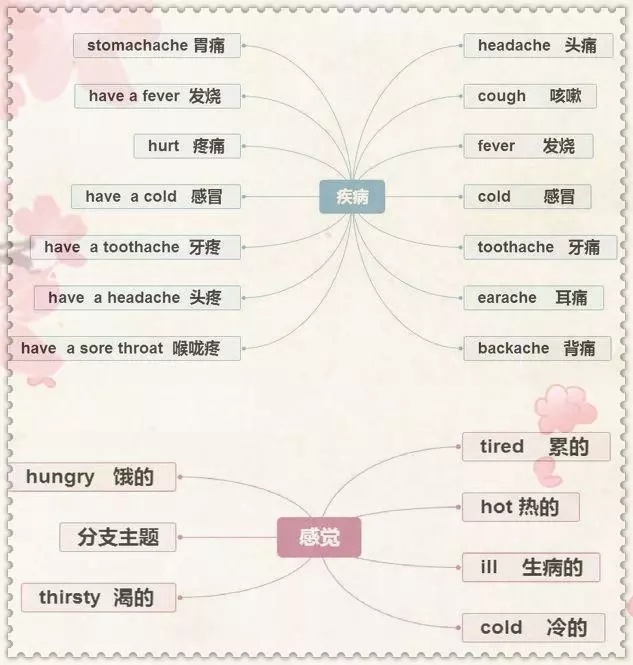 stomachache 胃痛
have a fever 发烧
hurt 疼痛
have a cold 感冒
have a toothache 牙疼
have a headache 头疼
have a sore throat 喉咙疼
疾病
headache 头痛
cough 咳嗽
fever 发烧
cold 感冒
toothache 牙痛
earache 耳痛
backache 背痛
hungry 饿的
分支主题
thirsty 渴的
感觉
tired 累的
hot 热的
ill 生病的
cold 冷的